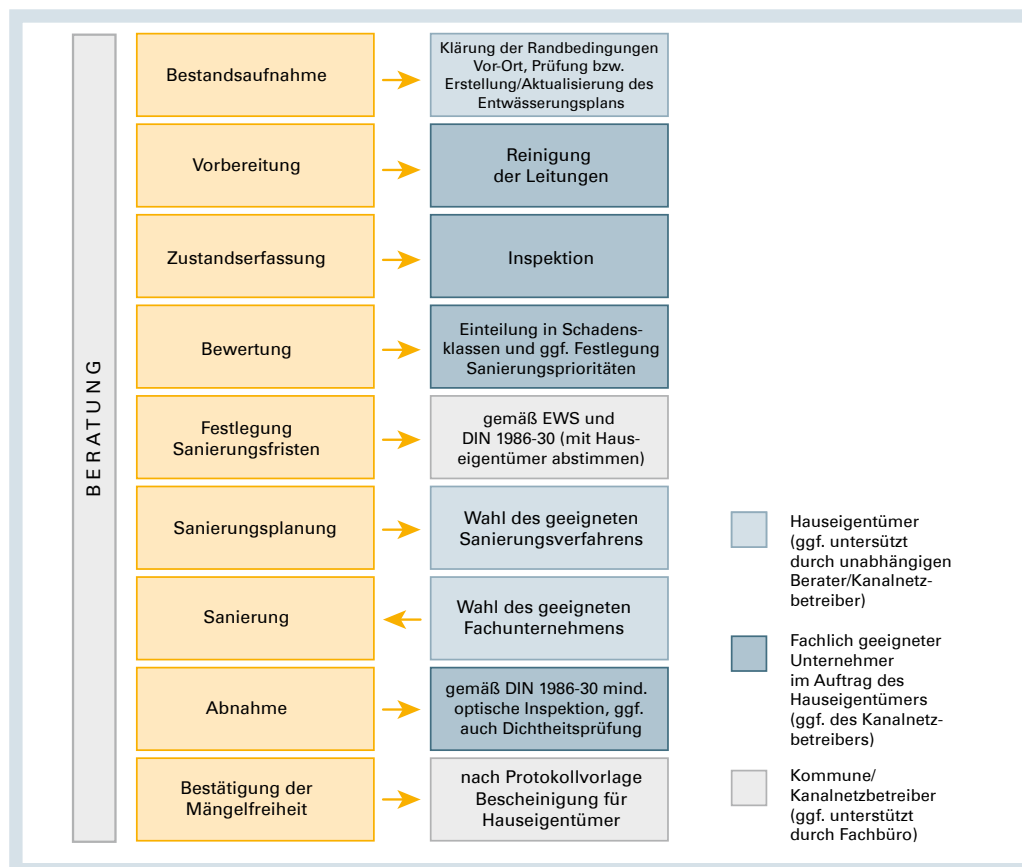 BERATUNG
Bestandsaufnahme
Klärung der Randbedingungen
Vor-Ort, Prüfung bzw.
Erstellung/Aktualisierung des
Entwässerungsplans
Vorbereitung
Reinigung
der Leitungen
Zustandserfassung
Inspektion
Bewertung
Einteilung in Schadens-
klassen und ggf. Festlegung
Sanierungsprioritäten
Festlegung
Sanierungsfristen
gemäß EWS und
DIN 1986-30 (mit Haus-
eigentümer abstimmen)
Sanierungsplanung
Wahl des geeigneten
Sanierungsverfahrens
Sanierung
Wahl des geeigneten
Fachunternehmens
Abnahme
gemäß DIN 1986-30 mind.
optische Inspektion, ggf.
auch Dichtheitsprüfung
Bestätigung der
Mängelfreiheit
nach Protokollvorlage
Bescheinigung für
Hauseigentümer
Hauseigentümer
(ggf. untersützt
durch unabhängigen
Berater/Kanalnetz-
betreiber)
Fachlich geeigneter
Unternehmer
im Auftrag des
Hauseigentümers
(ggf. des Kanalnetz-
betreibers)
Kommune/
Kanalnetzbetreiber
(ggf. unterstützt
durch Fachbüro)